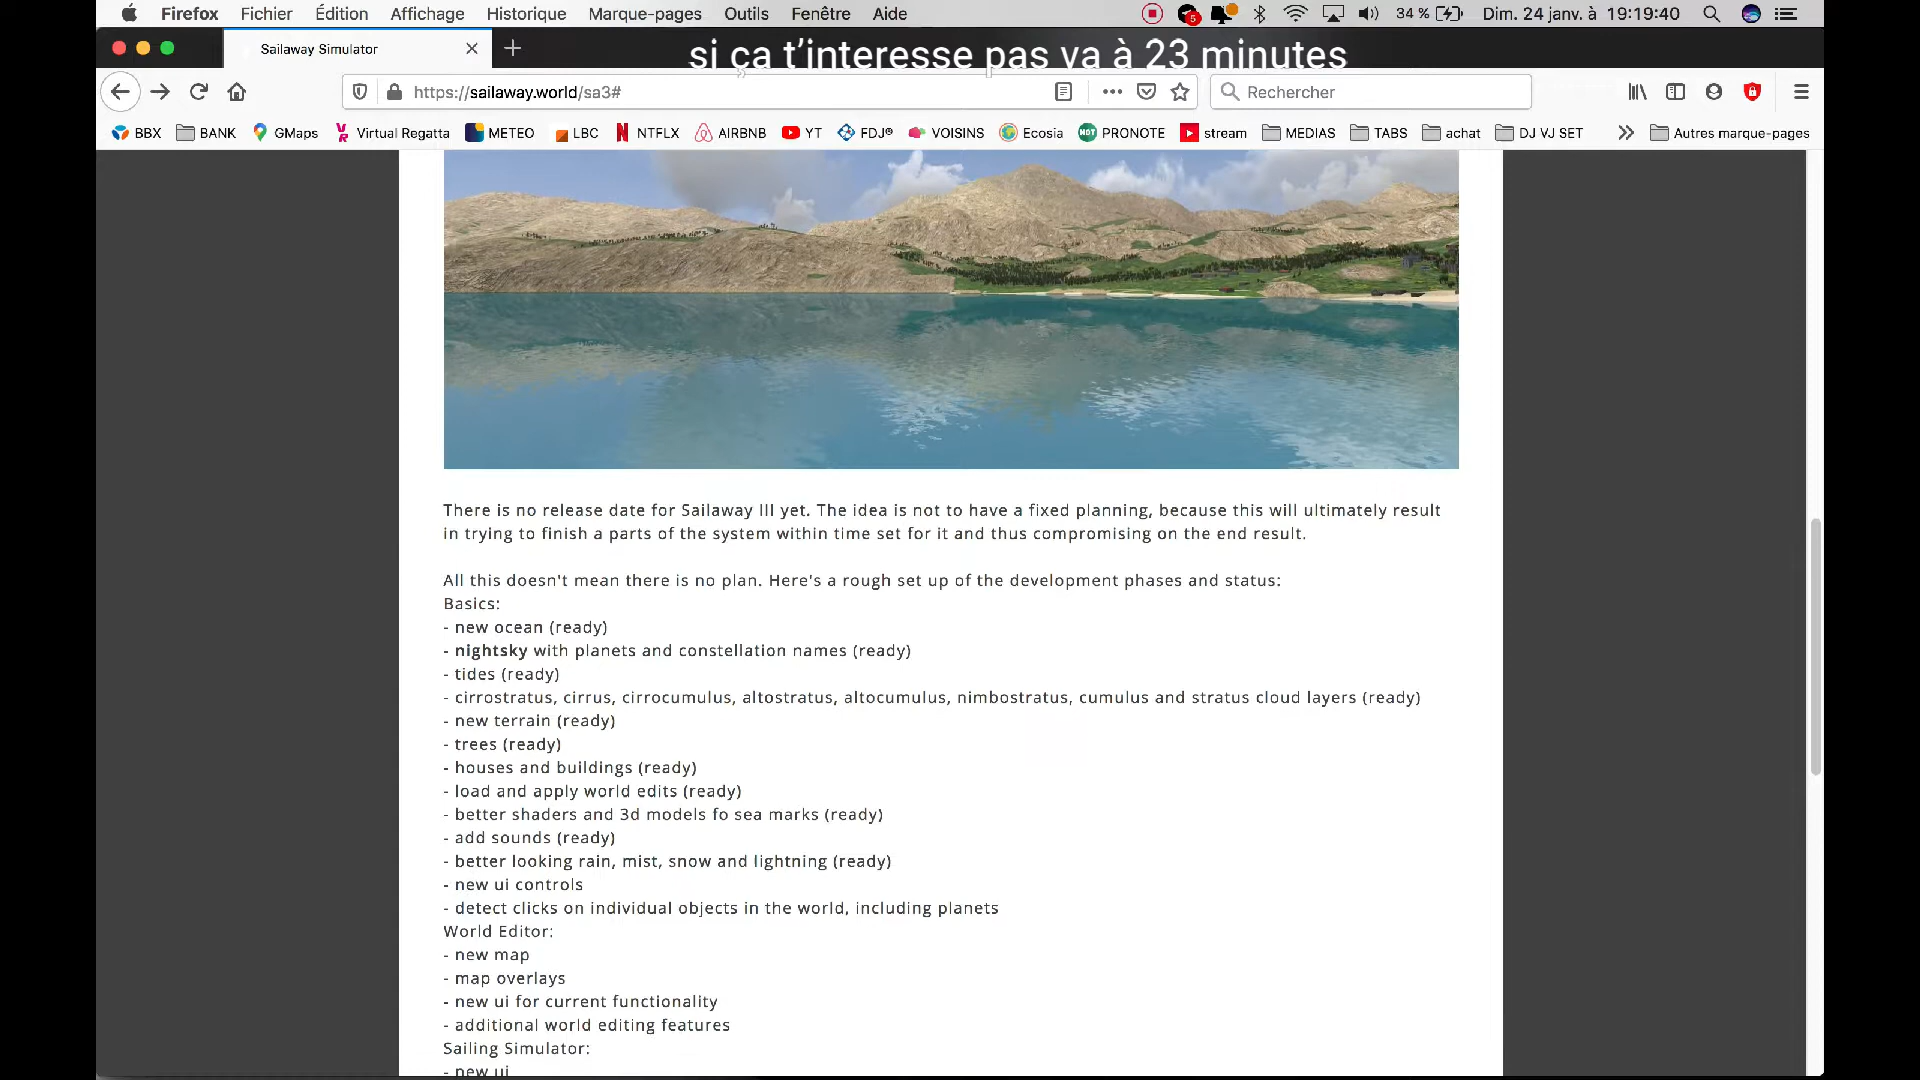 Firefox Fichier Édition Affichage Historique Marque-pages Outils Fenêtre Aide 5 34 % Dim. 24 janv. à 19:19:40
Sailaway Simulator
si ça t’interesse pas va à 23 minutes
https://sailaway.world/sa3# Rechercher
BBX BANK GMaps Virtual Regatta METEO LBC NTFLX AIRBNB YT FDJ® VOISINS Ecosia PRONOTE stream MEDIAS TABS achat DJ VJ SET Autres marque-pages
There is no release date for Sailaway III yet. The idea is not to have a fixed planning, because this will ultimately result
in trying to finish a parts of the system within time set for it and thus compromising on the end result.
All this doesn't mean there is no plan. Here's a rough set up of the development phases and status:
Basics:
- new ocean (ready)
- nightsky with planets and constellation names (ready)
- tides (ready)
- cirrostratus, cirrus, cirrocumulus, altostratus, altocumulus, nimbostratus, cumulus and stratus cloud layers (ready)
- new terrain (ready)
- trees (ready)
- houses and buildings (ready)
- load and apply world edits (ready)
- better shaders and 3d models fo sea marks (ready)
- add sounds (ready)
- better looking rain, mist, snow and lightning (ready)
- new ui controls
- detect clicks on individual objects in the world, including planets
World Editor:
- new map
- map overlays
- new ui for current functionality
- additional world editing features
Sailing Simulator:
- new ui